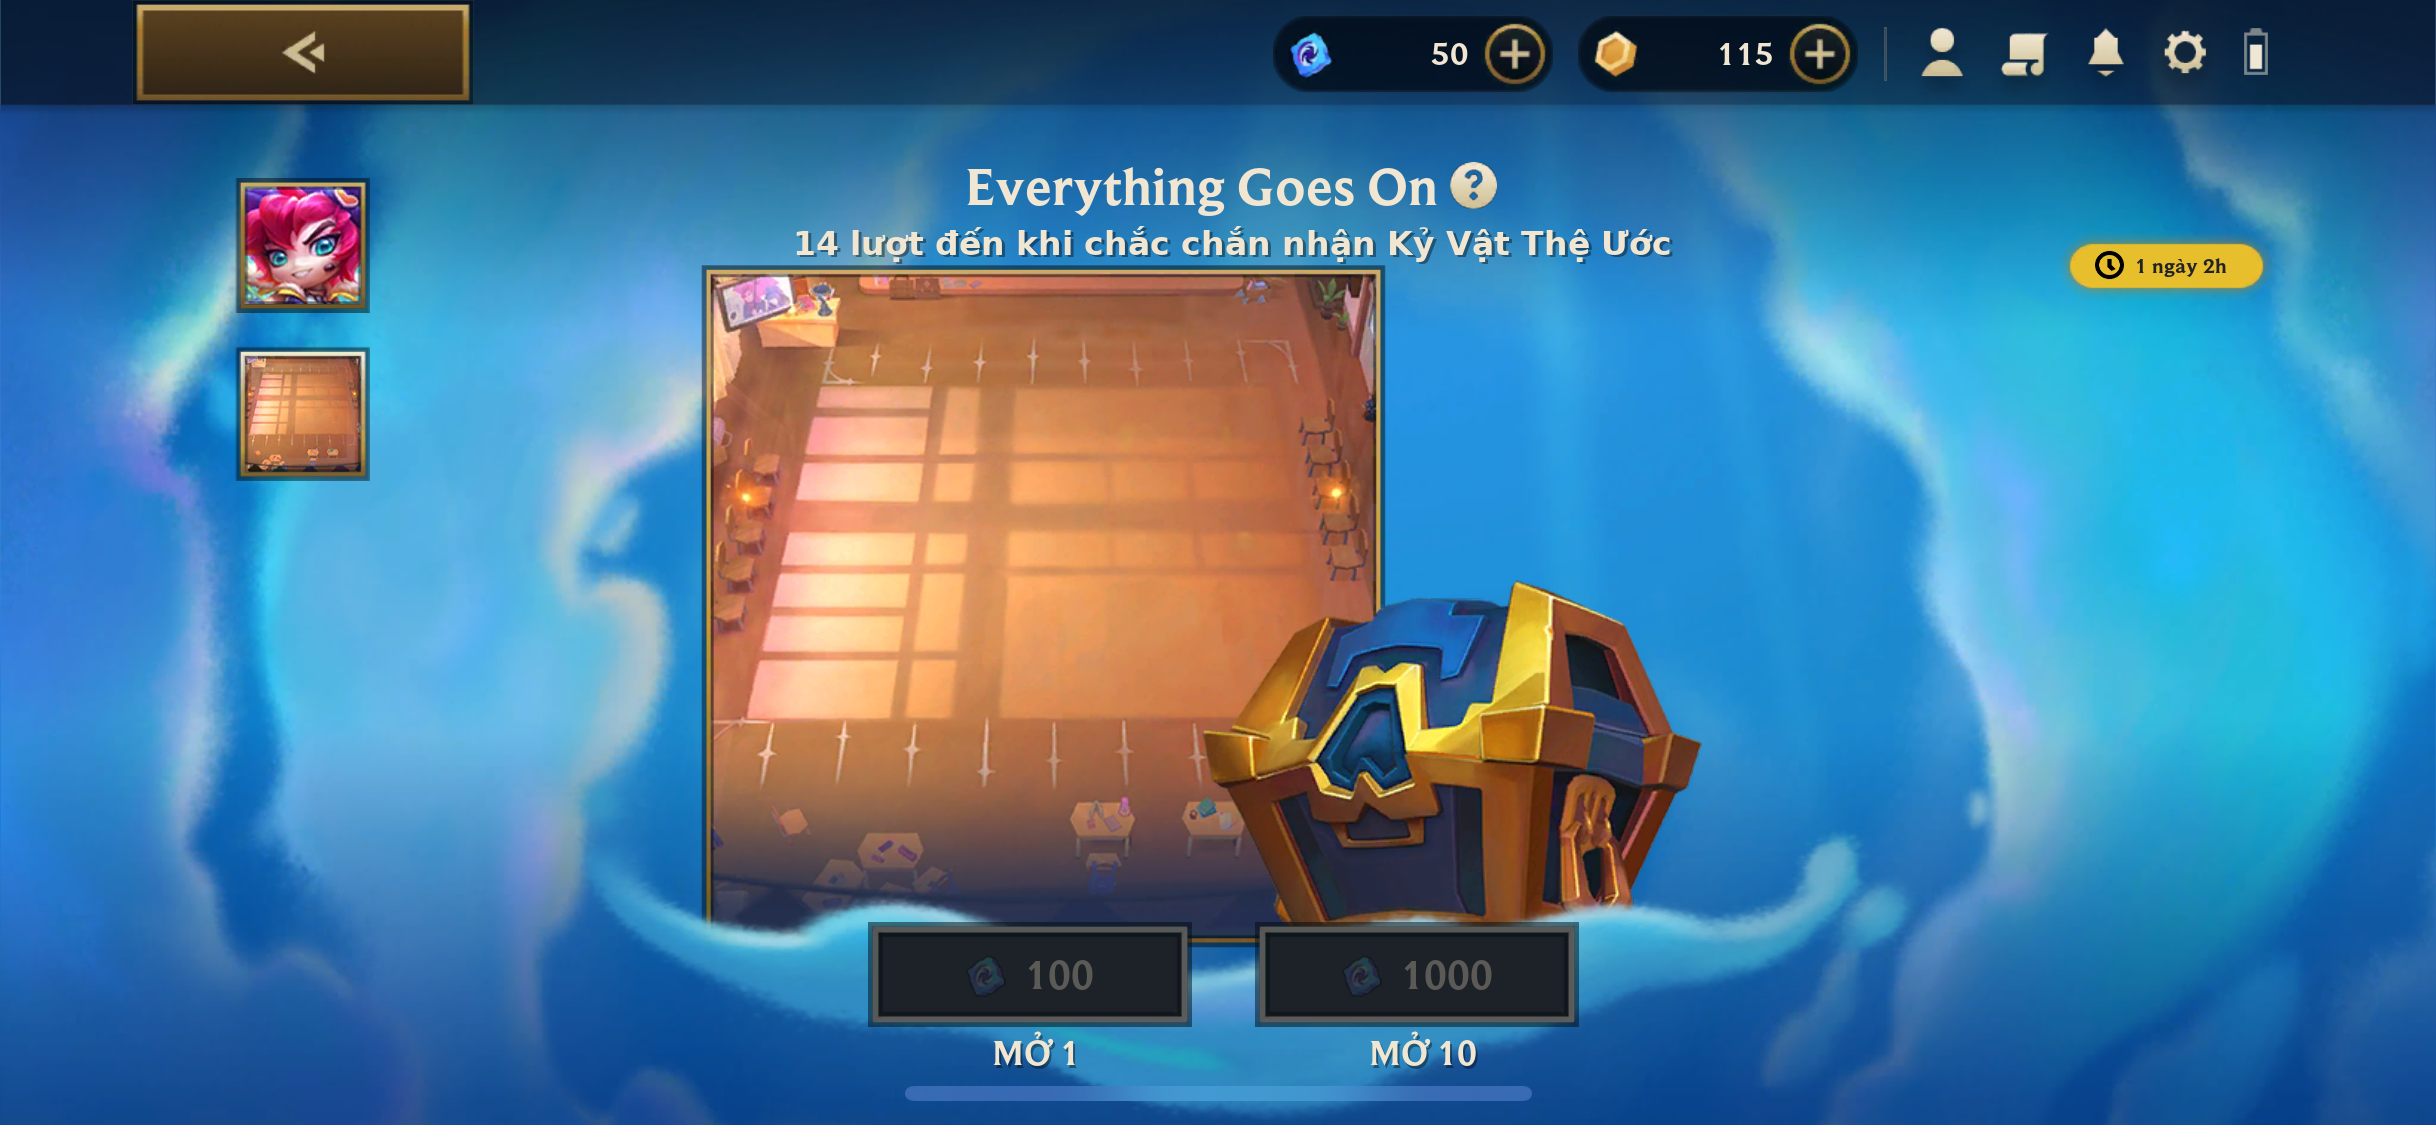 50
115
Everything Goes On ?
14 lượt đến khi chắc chắn nhận Kỷ Vật Thệ Ước
1 ngày 2h
100
1000
MỞ 1
MỞ 10